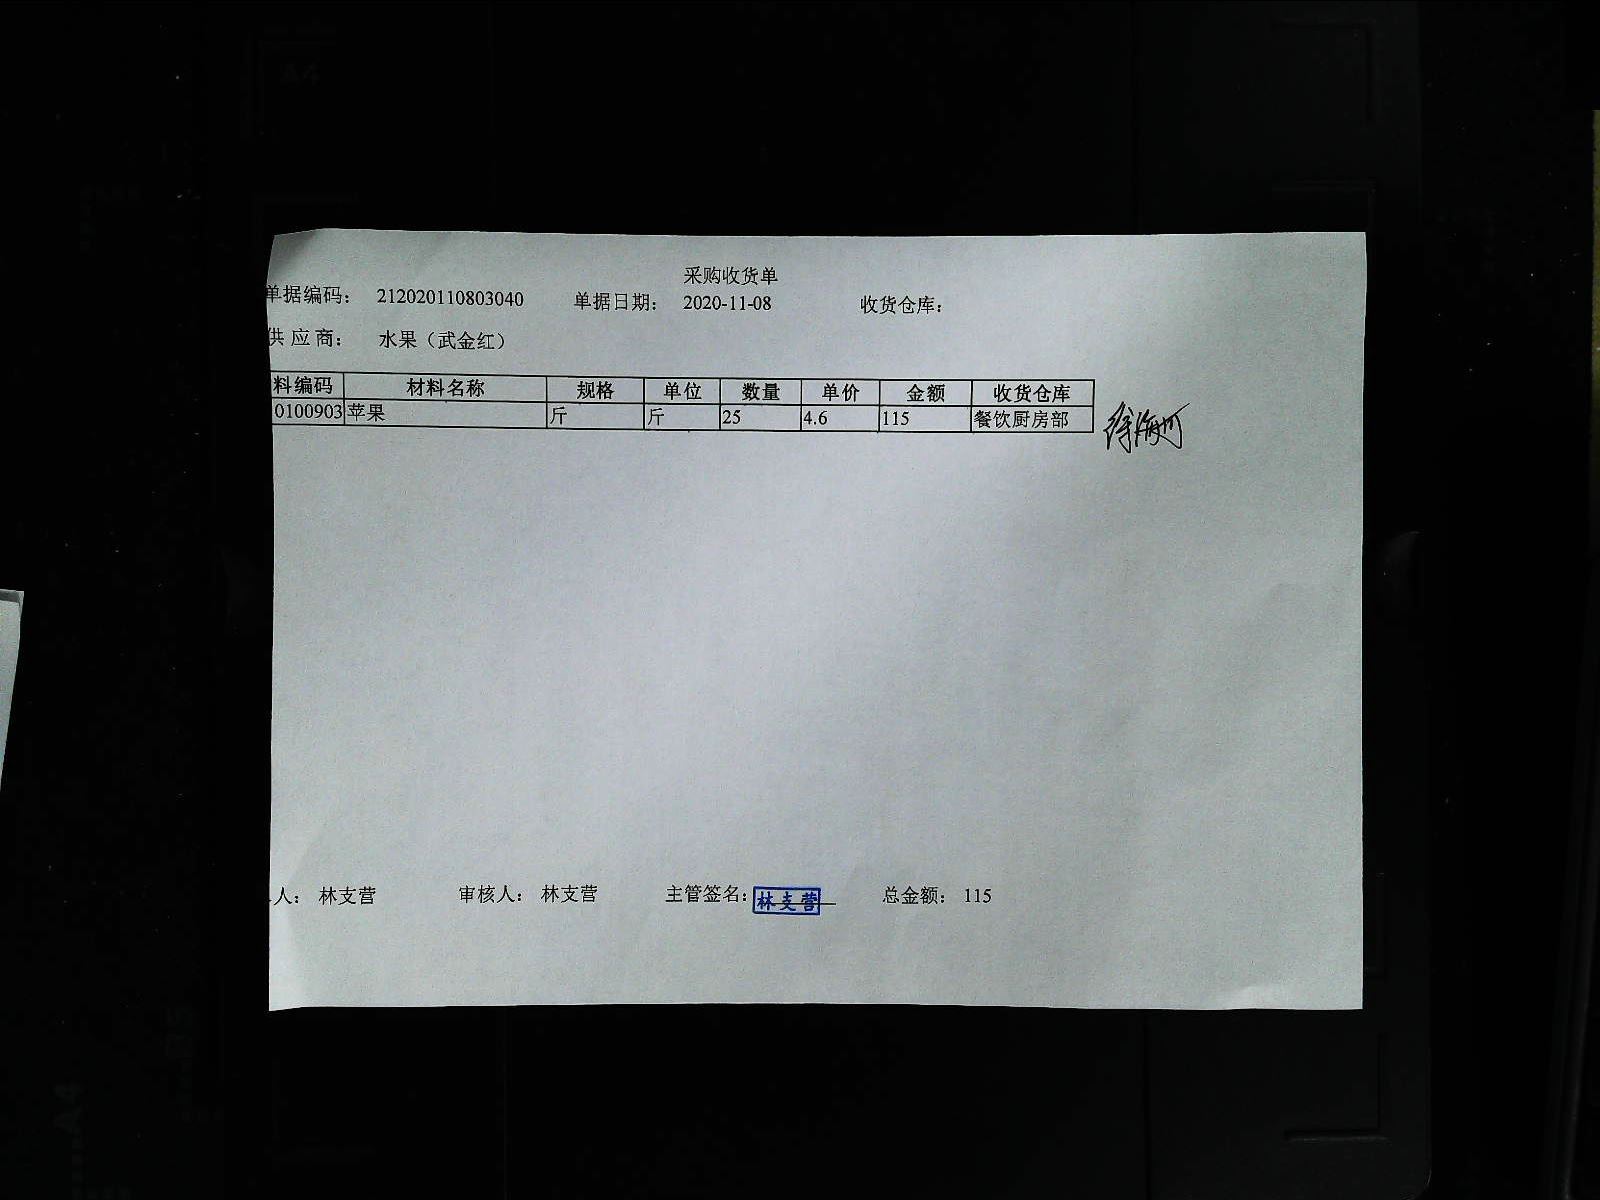 采购收货单
单据编码： 212020110803040 单据日期： 2020-11-08 收货仓库：
供 应 商： 水果（武金红）
料编码 材料名称 规格 单位 数量 单价 金额 收货仓库
0100903 苹果 斤 斤 25 4.6 115 餐饮厨房部
人： 林支营 审核人： 林支营 主管签名： 林支营 总金额： 115
A4